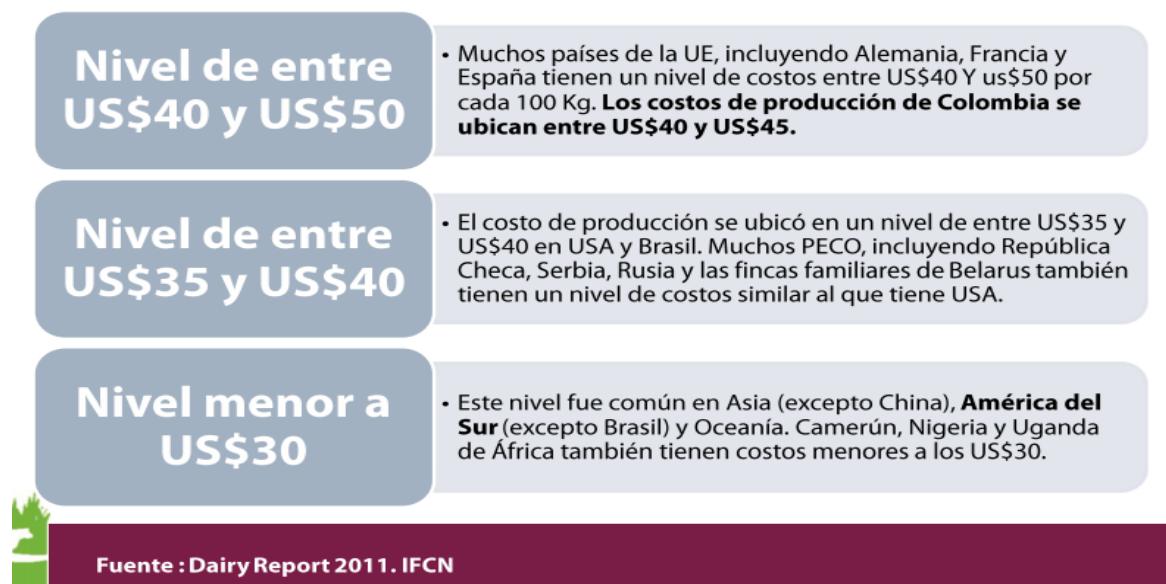 Nivel de entre
US$40 y US$50
• Muchos países de la UE, incluyendo Alemania, Francia y
España tienen un nivel de costos entre US$40 Y us$50 por
cada 100 Kg. Los costos de producción de Colombia se
ubican entre US$40 y US$45.
Nivel de entre
US$35 y US$40
• El costo de producción se ubicó en un nivel de entre US$35 y
US$40 en USA y Brasil. Muchos PECO, incluyendo República
Checa, Serbia, Rusia y las fincas familiares de Belarus también
tienen un nivel de costos similar al que tiene USA.
Nivel menor a
US$30
• Este nivel fue común en Asia (excepto China), América del
Sur (excepto Brasil) y Oceanía. Camerún, Nigeria y Uganda
de África también tienen costos menores a los US$30.
Fuente : Dairy Report 2011. IFCN